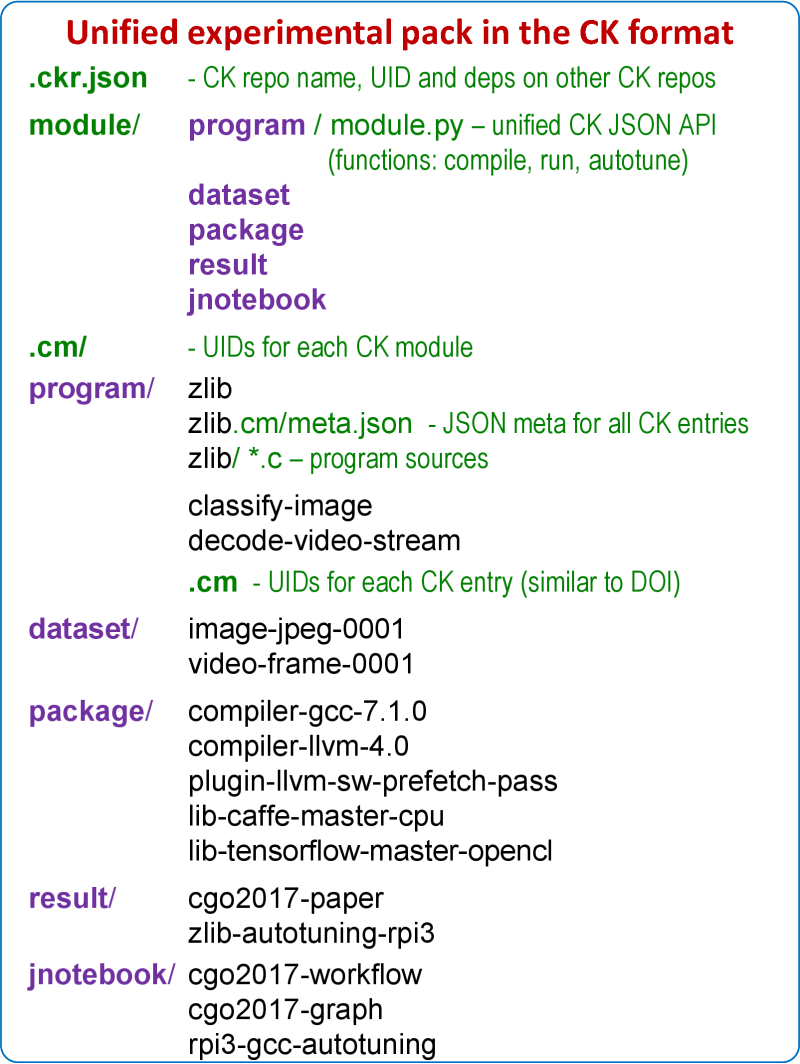 Unified experimental pack in the CK format
.ckr.json - CK repo name, UID and deps on other CK repos
module/ program / module.py – unified CK JSON API
(functions: compile, run, autotune)
dataset
package
result
jnotebook
.cm/ - UIDs for each CK module
program/ zlib
zlib.cm/meta.json - JSON meta for all CK entries
zlib/ *.c – program sources
classify-image
decode-video-stream
.cm - UIDs for each CK entry (similar to DOI)
dataset/ image-jpeg-0001
video-frame-0001
package/ compiler-gcc-7.1.0
compiler-llvm-4.0
plugin-llvm-sw-prefetch-pass
lib-caffe-master-cpu
lib-tensorflow-master-opencl
result/ cgo2017-paper
zlib-autotuning-rpi3
jnotebook/ cgo2017-workflow
cgo2017-graph
rpi3-gcc-autotuning